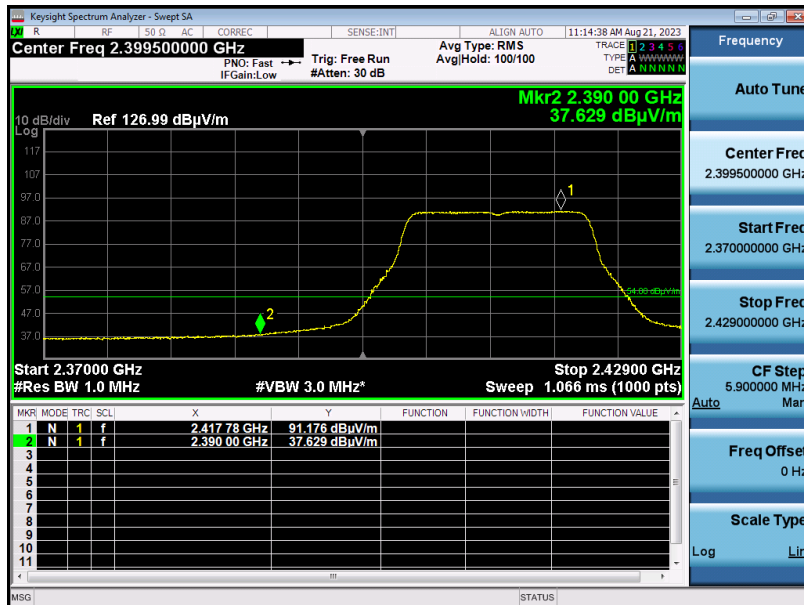 Keysight Spectrum Analyzer - Swept SA
LXI R RF 50 Ω AC CORREC SENSE:INT ALIGN AUTO 11:14:38 AM Aug 21, 2023
Center Freq 2.399500000 GHz
PNO: Fast
IFGain:Low
Trig: Free Run
#Atten: 30 dB
Avg Type: RMS
Avg|Hold: 100/100
TRACE 1 2 3 4 5 6
TYPE A WWWWW
DET A N N N N N
Mkr2 2.390 00 GHz
37.629 dBµV/m
10 dB/div Ref 126.99 dBµV/m
Log
117
107
97.0
87.0
77.0
67.0
57.0
47.0
37.0
1
2
54.00 dBµV/m
Start 2.37000 GHz Stop 2.42900 GHz
#Res BW 1.0 MHz #VBW 3.0 MHz* Sweep 1.066 ms (1000 pts)
MKR MODE TRC SCL X Y FUNCTION FUNCTION WIDTH FUNCTION VALUE
1 N 1 f 2.417 78 GHz 91.176 dBµV/m
2 N 1 f 2.390 00 GHz 37.629 dBµV/m
3
4
5
6
7
8
9
10
11
MSG STATUS
Frequency
Auto Tune
Center Freq
2.399500000 GHz
Start Freq
2.370000000 GHz
Stop Freq
2.429000000 GHz
CF Step
5.900000 MHz
Auto Man
Freq Offset
0 Hz
Scale Type
Log Lin